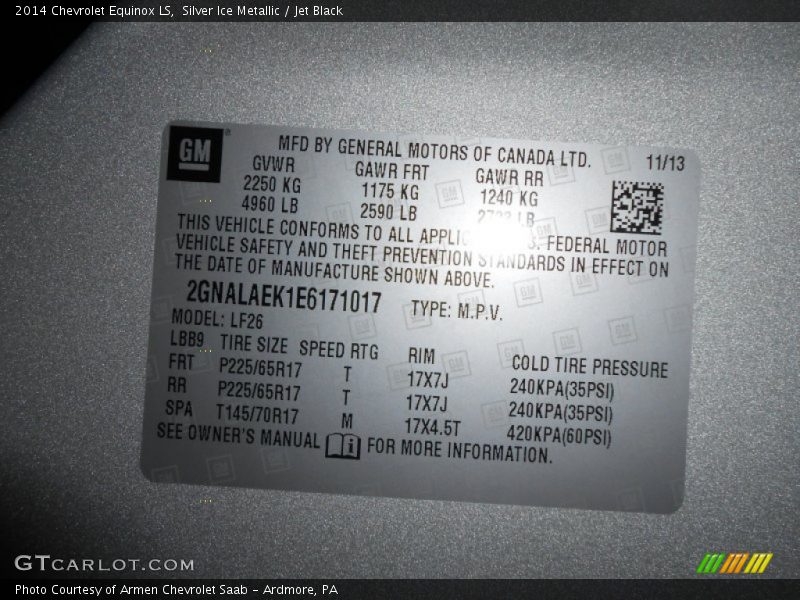 2014 Chevrolet Equinox LS, Silver Ice Metallic / Jet Black
GM
MFD BY GENERAL MOTORS OF CANADA LTD. 11/13
GVWR GAWR FRT GAWR RR
2250 KG 1175 KG 1240 KG
4960 LB 2590 LB LB
THIS VEHICLE CONFORMS TO ALL FEDERAL MOTOR
VEHICLE SAFETY AND THEFT PREVENTION STANDARDS IN EFFECT ON
THE DATE OF MANUFACTURE SHOWN ABOVE.
2GNALAEK1E6171017 TYPE: M.P.V.
MODEL: LF26
LBB9 TIRE SIZE SPEED RTG RIM COLD TIRE PRESSURE
FRT P225/65R17 T 17X7J 240KPA(35PSI)
RR P225/65R17 T 17X7J 240KPA(35PSI)
SPA T145/70R17 M 17X4.5T 420KPA(60PSI)
SEE OWNER'S MANUAL i FOR MORE INFORMATION.
GTCARLOT.COM
Photo Courtesy of Armen Chevrolet Saab - Ardmore, PA